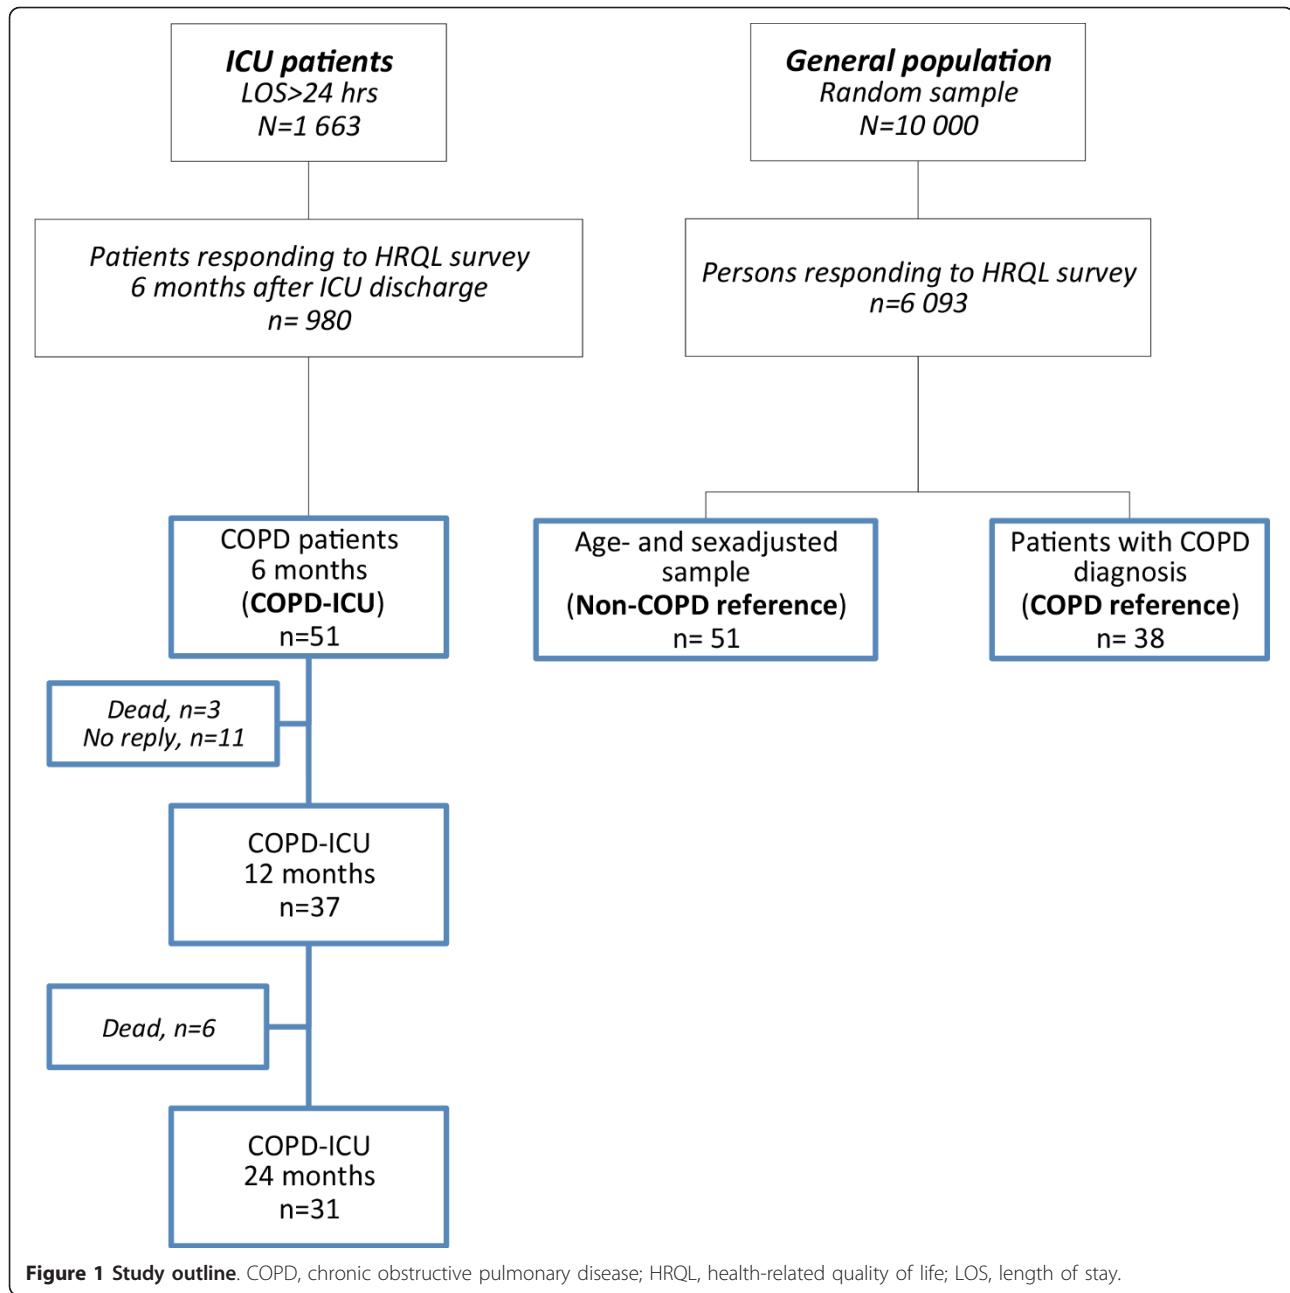 ICU patients
LOS>24 hrs
N=1 663
General population
Random sample
N=10 000
Patients responding to HRQL survey
6 months after ICU discharge
n= 980
Persons responding to HRQL survey
n=6 093
COPD patients
6 months
(COPD-ICU)
n=51
Age- and sexadjusted
sample
(Non-COPD reference)
n= 51
Patients with COPD
diagnosis
(COPD reference)
n= 38
Dead, n=3
No reply, n=11
COPD-ICU
12 months
n=37
Dead, n=6
COPD-ICU
24 months
n=31
Figure 1 Study outline. COPD, chronic obstructive pulmonary disease; HRQL, health-related quality of life; LOS, length of stay.